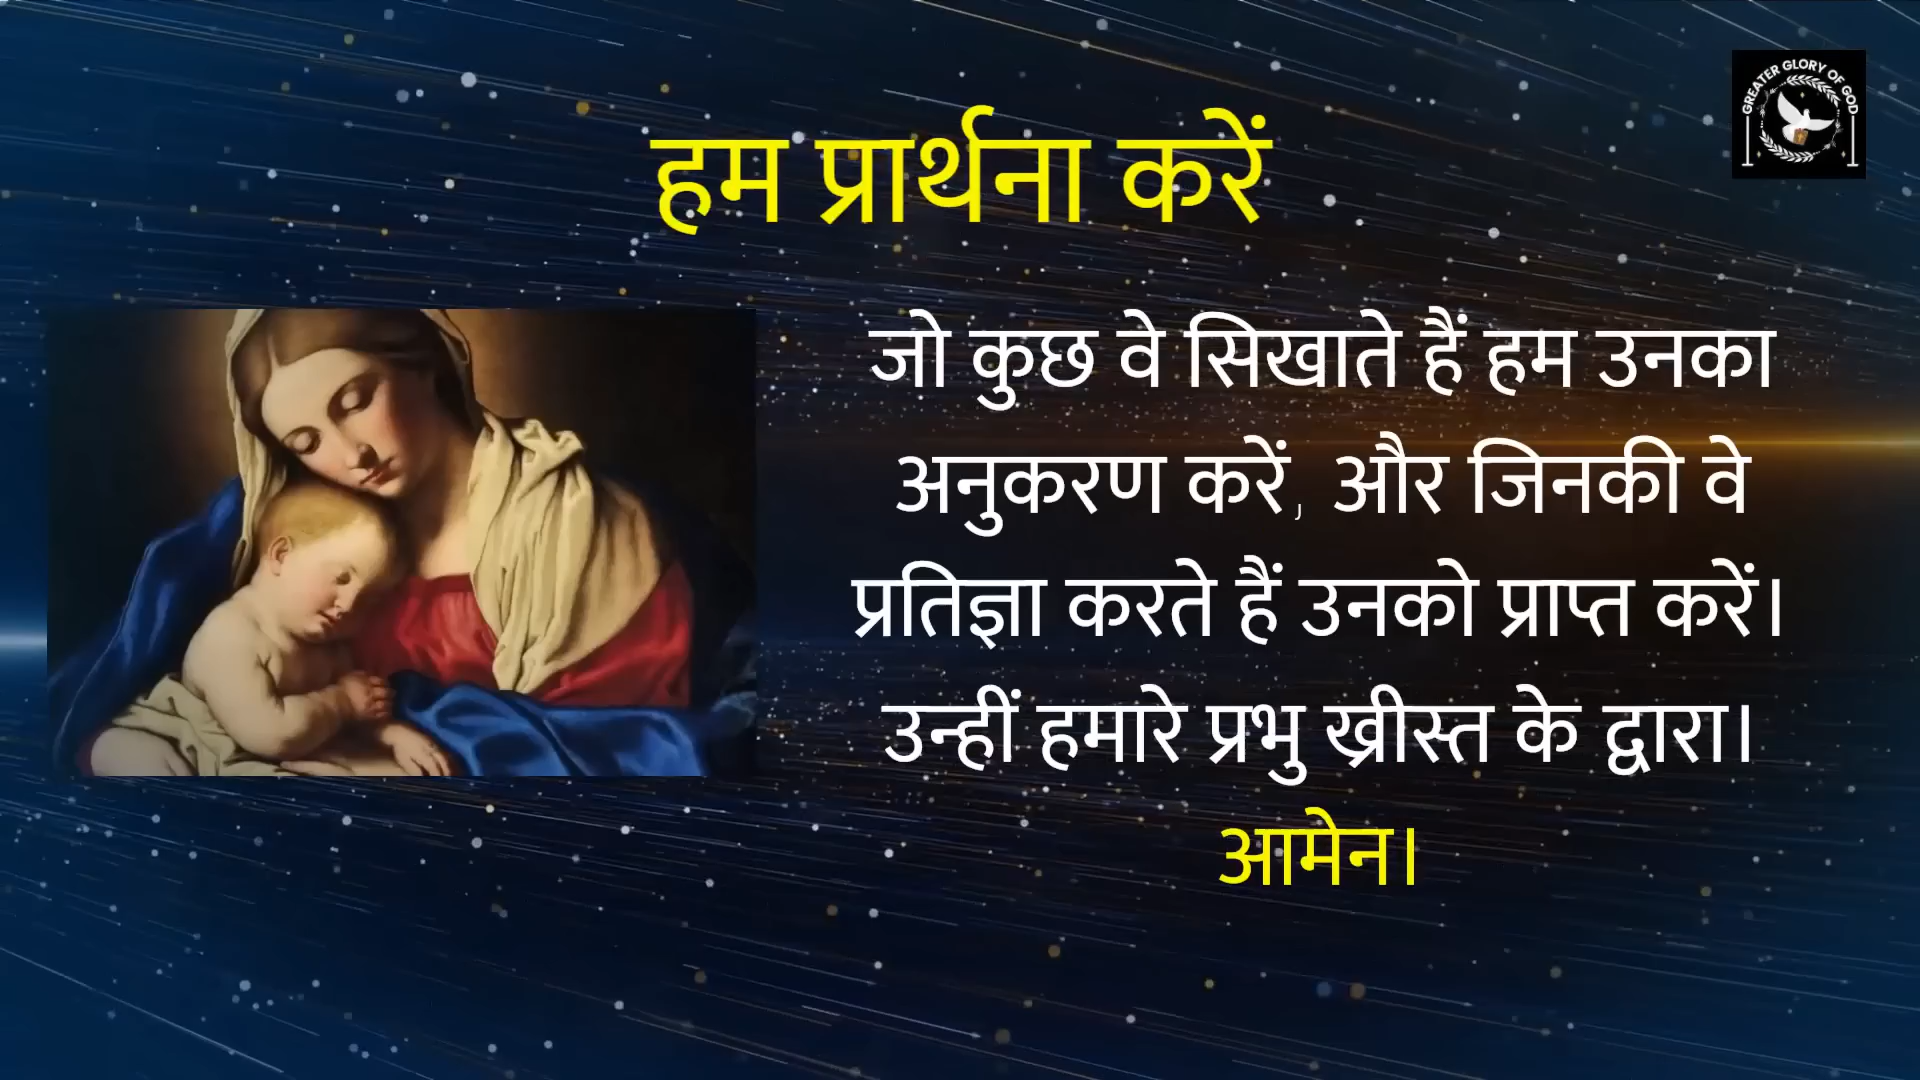 GREATER GLORY OF GOD
हम प्रार्थना करें
जो कुछ वे सिखाते हैं हम उनका
अनुकरण करें, और जिनकी वे
प्रतिज्ञा करते हैं उनको प्राप्त करें।
उन्हीं हमारे प्रभु ख्रीस्त के द्वारा।
आमेन।